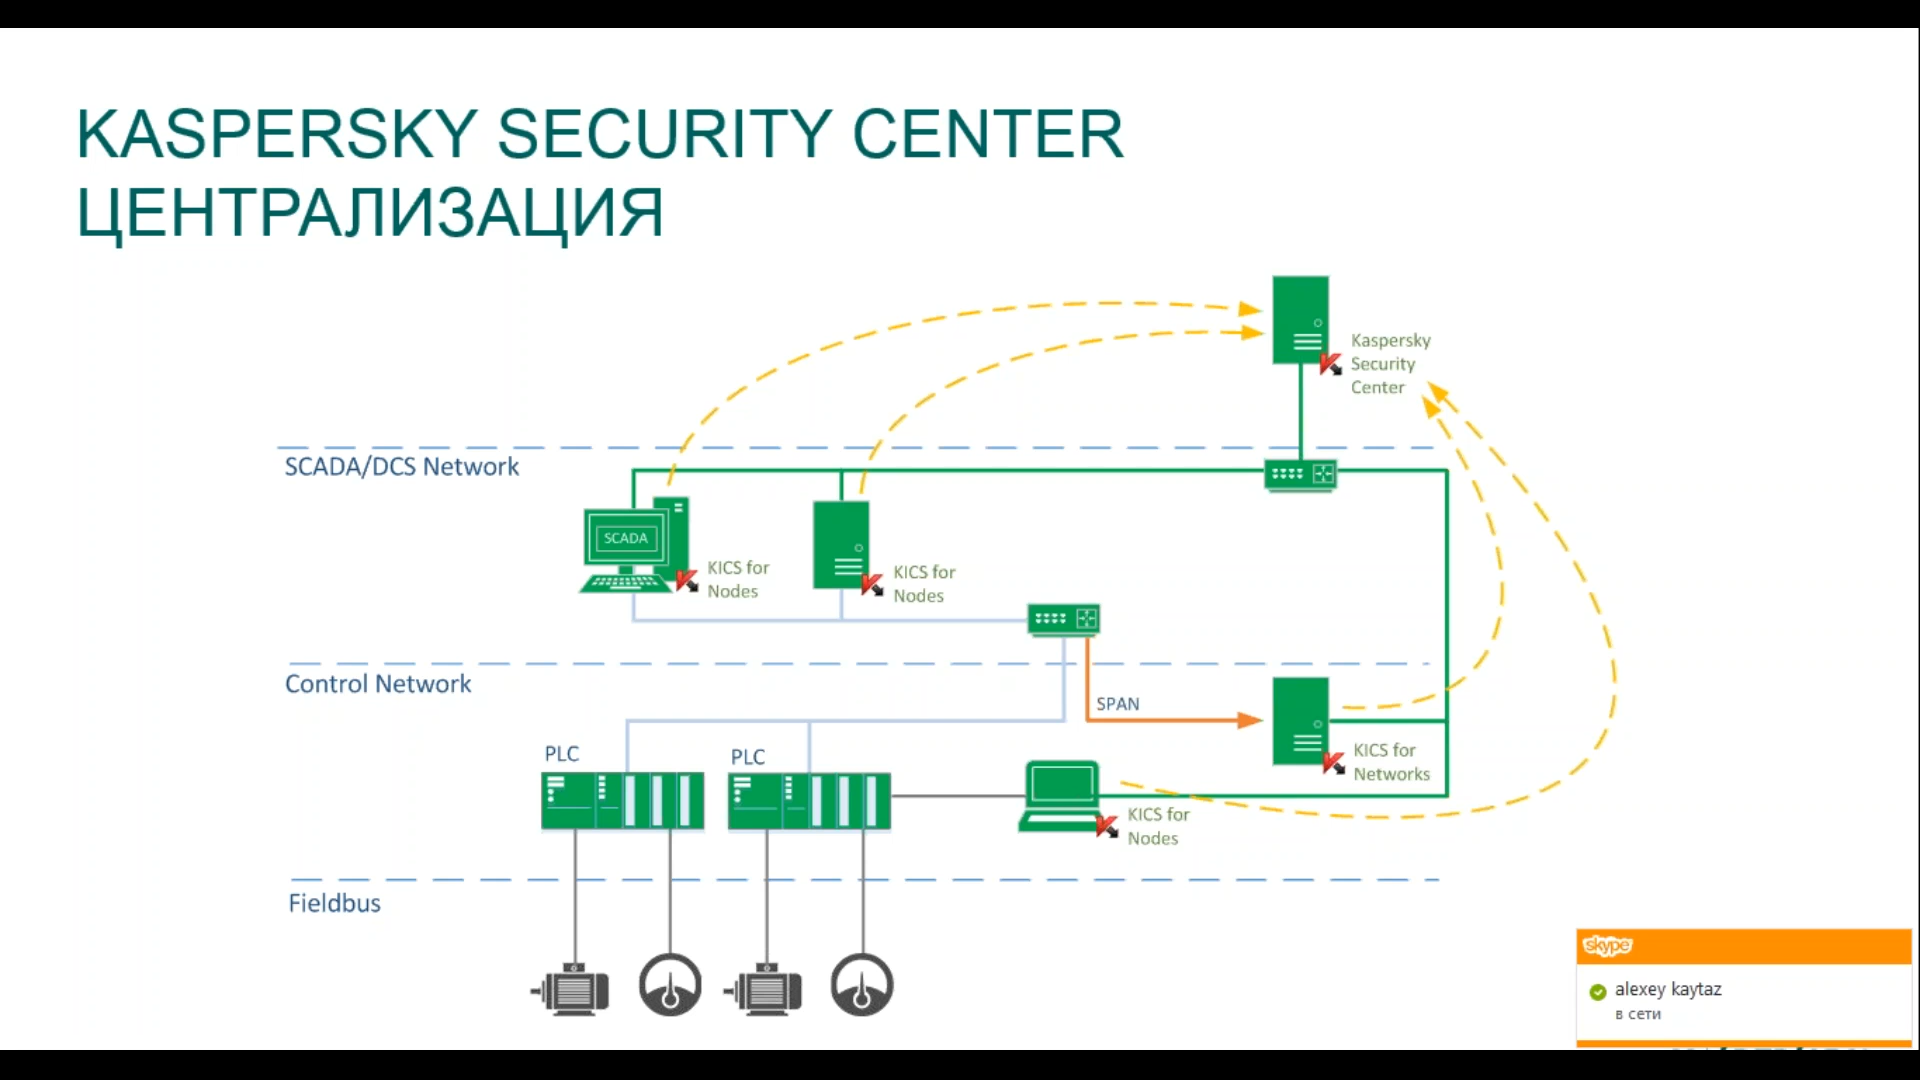 KASPERSKY SECURITY CENTER
ЦЕНТРАЛИЗАЦИЯ
Kaspersky
Security
Center
SCADA/DCS Network
SCADA
KICS for
Nodes
KICS for
Nodes
Control Network
SPAN
PLC
PLC
KICS for
Networks
KICS for
Nodes
Fieldbus
skype
alexey kaytaz
в сети